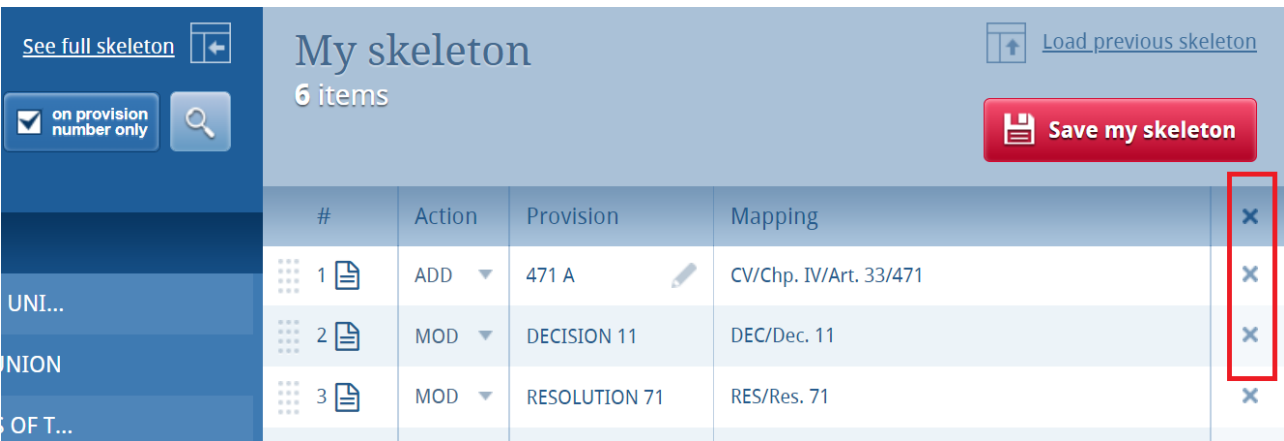 See full skeleton
on provision
number only
UNI...
UNION
S OF T...
My skeleton
6 items
Load previous skeleton
Save my skeleton
# Action Provision Mapping
1 ADD 471 A CV/Chp. IV/Art. 33/471
2 MOD DECISION 11 DEC/Dec. 11
3 MOD RESOLUTION 71 RES/Res. 71